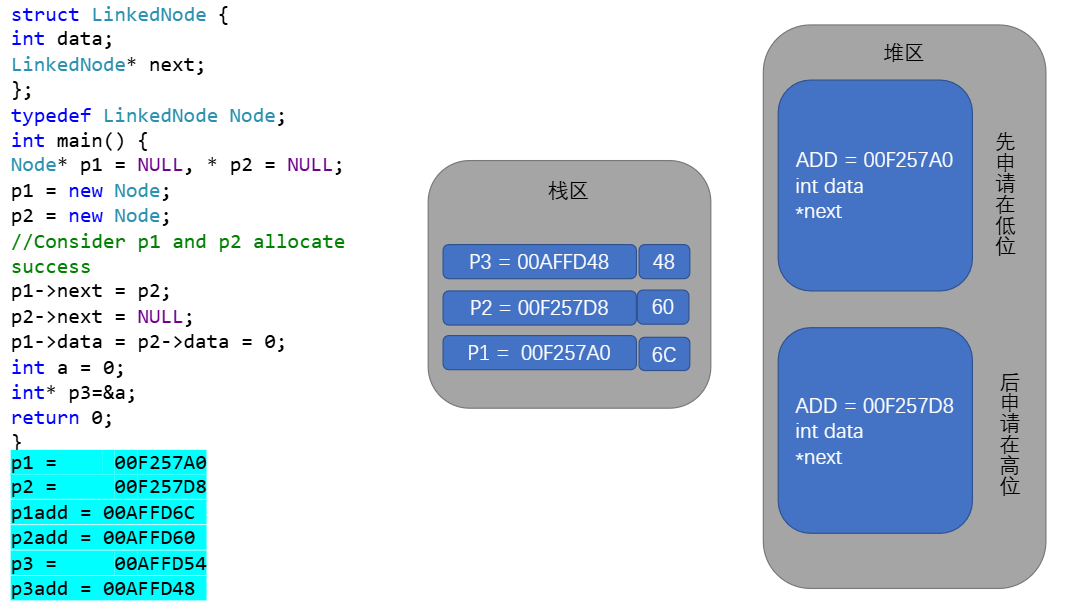 struct LinkedNode {
int data;
LinkedNode* next;
};
typedef LinkedNode Node;
int main() {
Node* p1 = NULL, * p2 = NULL;
p1 = new Node;
p2 = new Node;
//Consider p1 and p2 allocate
success
p1->next = p2;
p2->next = NULL;
p1->data = p2->data = 0;
int a = 0;
int* p3=&a;
return 0;
}
p1 = 00F257A0
p2 = 00F257D8
p1add = 00AFFD6C
p2add = 00AFFD60
p3 = 00AFFD54
p3add = 00AFFD48
栈区
P3 = 00AFFD48 48
P2 = 00F257D8 60
P1 = 00F257A0 6C
堆区
ADD = 00F257A0
int data
*next
先申请在低位
ADD = 00F257D8
int data
*next
后申请在高位